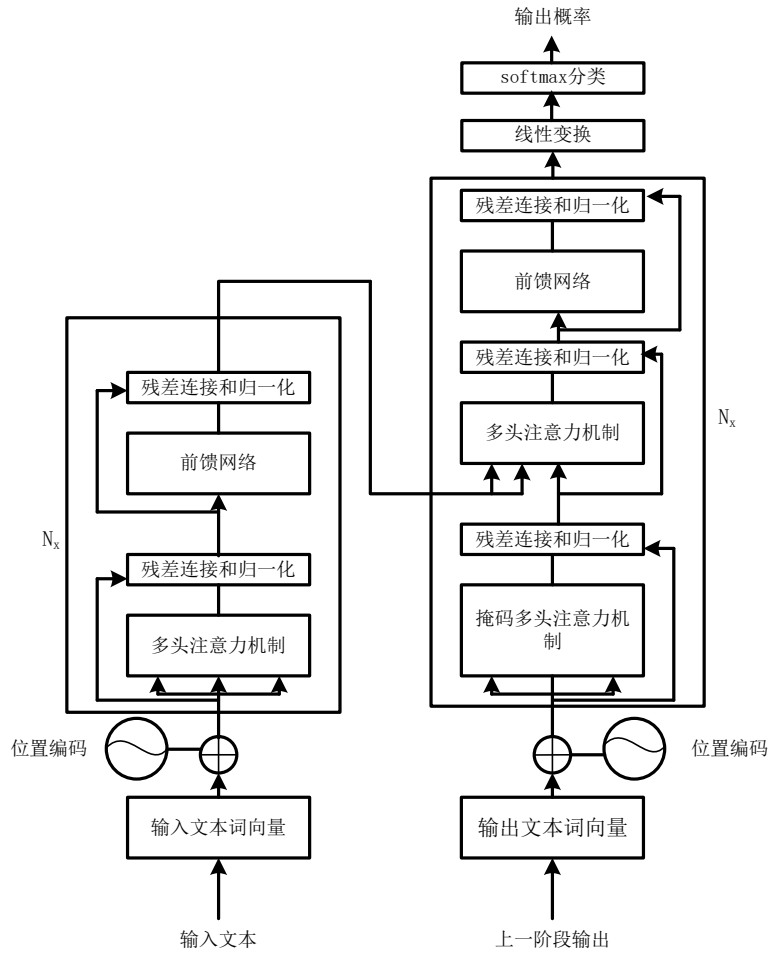 输出概率
softmax分类
线性变换
残差连接和归一化
前馈网络
残差连接和归一化
多头注意力机制
N_x
残差连接和归一化
掩码多头注意力机
制
位置编码
输出文本词向量
上一阶段输出
残差连接和归一化
前馈网络
N_x
残差连接和归一化
多头注意力机制
位置编码
输入文本词向量
输入文本